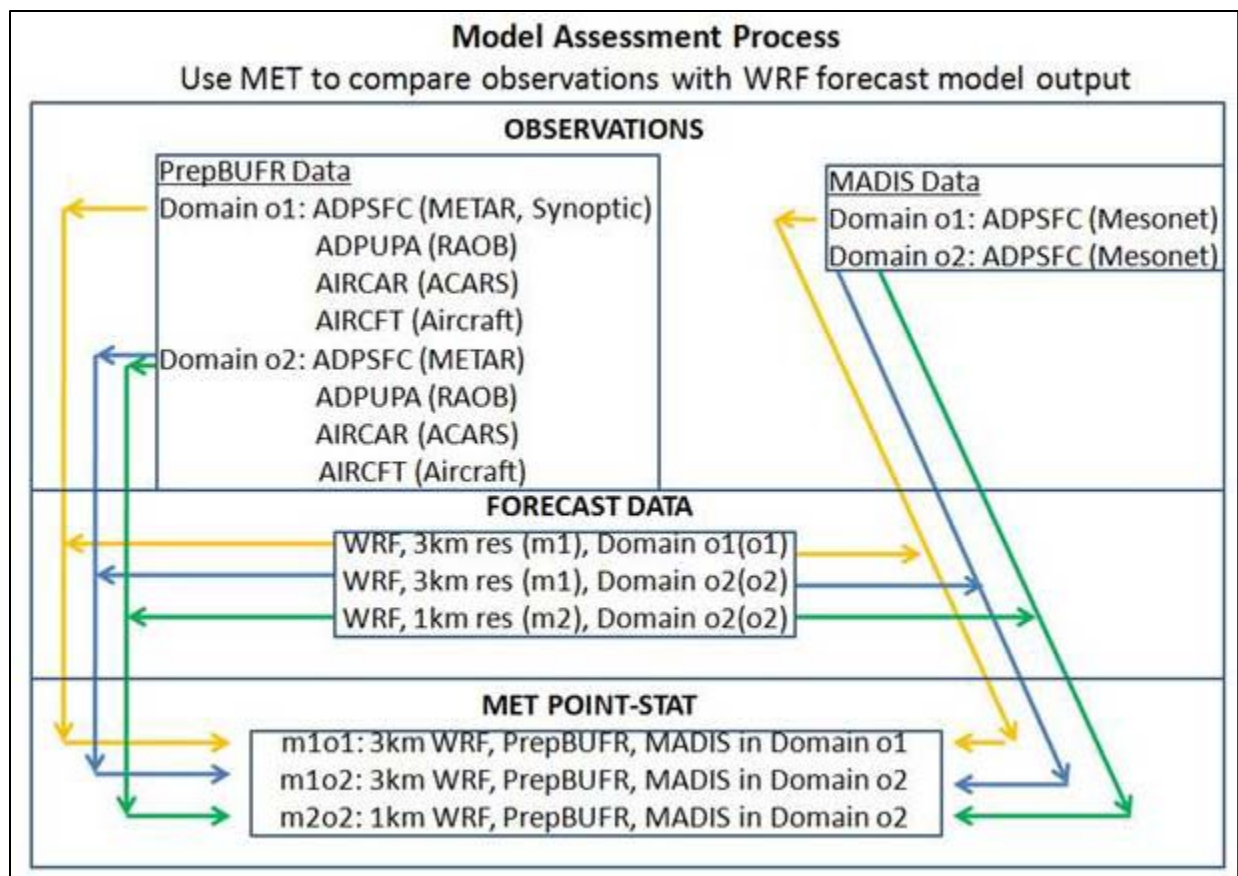 Model Assessment Process
Use MET to compare observations with WRF forecast model output
OBSERVATIONS
PrepBUFR Data
Domain o1: ADPSFC (METAR, Synoptic)
ADPUPA (RAOB)
AIRCAR (ACARS)
AIRCFT (Aircraft)
Domain o2: ADPSFC (METAR)
ADPUPA (RAOB)
AIRCAR (ACARS)
AIRCFT (Aircraft)
MADIS Data
Domain o1: ADPSFC (Mesonet)
Domain o2: ADPSFC (Mesonet)
FORECAST DATA
WRF, 3km res (m1), Domain o1(o1)
WRF, 3km res (m1), Domain o2(o2)
WRF, 1km res (m2), Domain o2(o2)
MET POINT-STAT
m1o1: 3km WRF, PrepBUFR, MADIS in Domain o1
m1o2: 3km WRF, PrepBUFR, MADIS in Domain o2
m2o2: 1km WRF, PrepBUFR, MADIS in Domain o2